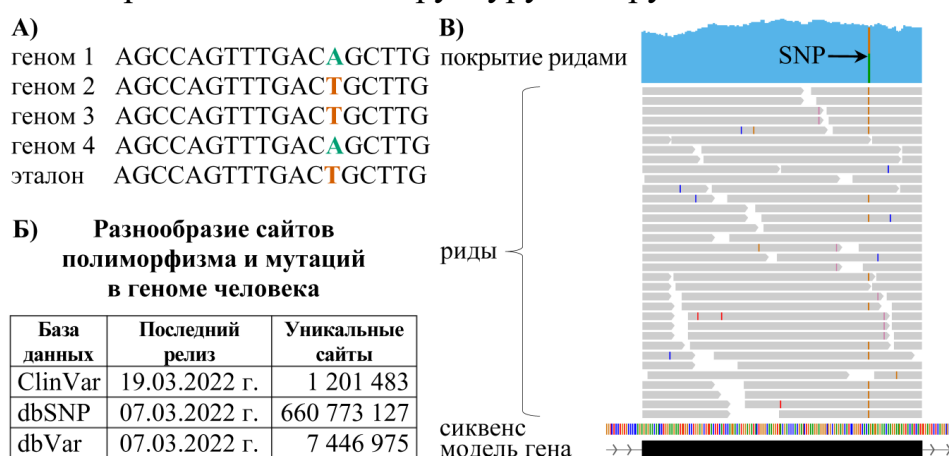 А)
геном 1 AGCCAGTTTGACAGCTTG
геном 2 AGCCAGTTTGACTGCTTG
геном 3 AGCCAGTTTGACTGCTTG
геном 4 AGCCAGTTTGACAGCTTG
эталон AGCCAGTTTGACTGCTTG
Б) Разнообразие сайтов
полиморфизма и мутаций
в геноме человека
База данных Последний релиз Уникальные сайты
ClinVar 19.03.2022 г. 1 201 483
dbSNP 07.03.2022 г. 660 773 127
dbVar 07.03.2022 г. 7 446 975
В)
покрытие ридами
SNP
риды
сиквенс
модель гена